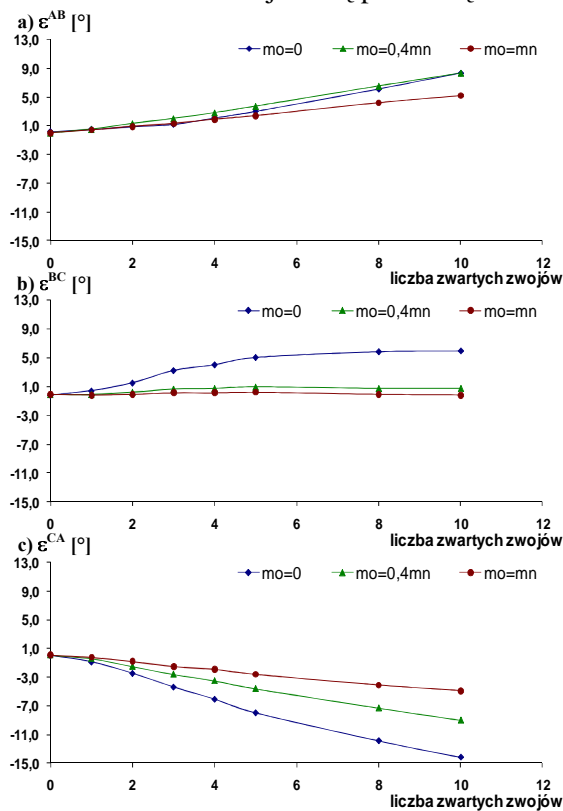 a) εAB [°]
mo=0 mo=0,4mn mo=mn
13,0
9,0
5,0
1,0
-3,0
-7,0
-11,0
-15,0
0 2 4 6 8 10 12
liczba zwartych zwojów
b) εBC [°]
mo=0 mo=0,4mn mo=mn
13,0
9,0
5,0
1,0
-3,0
-7,0
-11,0
-15,0
0 2 4 6 8 10 12
liczba zwartych zwojów
c) εCA [°]
mo=0 mo=0,4mn mo=mn
13,0
9,0
5,0
1,0
-3,0
-7,0
-11,0
-15,0
0 2 4 6 8 10 12
liczba zwartych zwojów